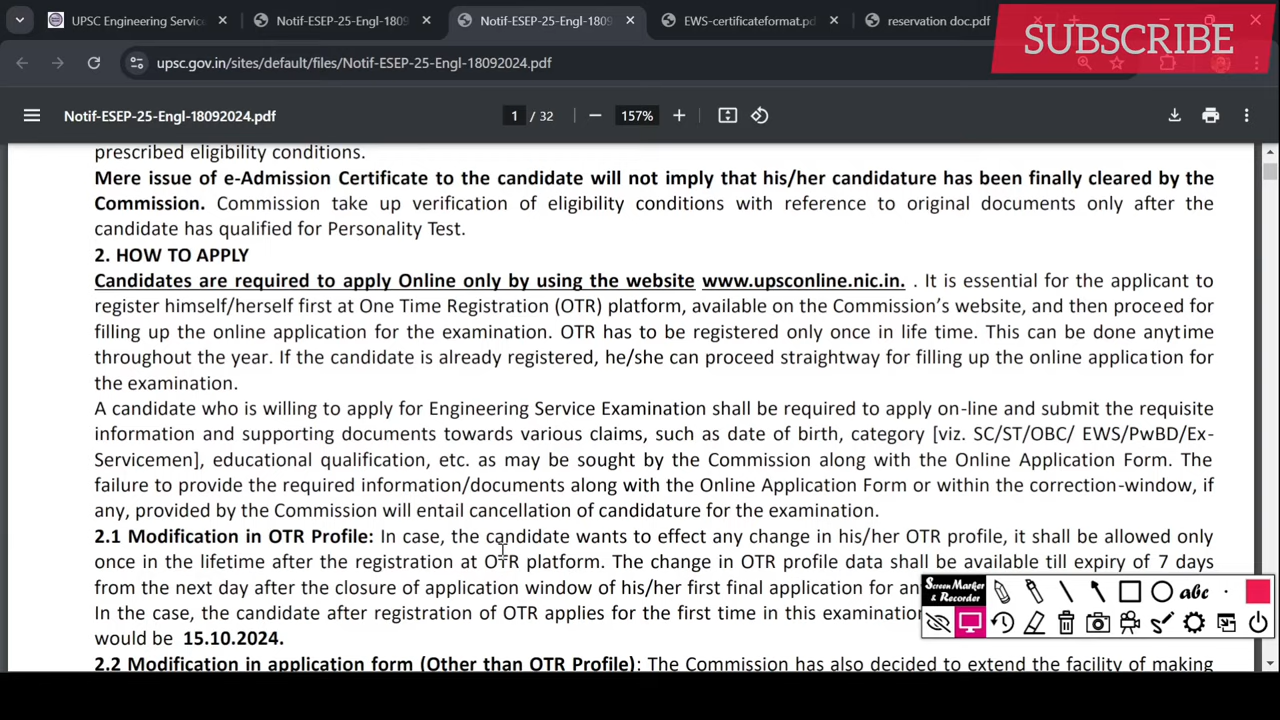 UPSC Engineering Servic
Notif-ESEP-25-Engl-1809
Notif-ESEP-25-Engl-1809
EWS-certificateformat.pd
reservation doc.pdf
SUBSCRIBE
upsc.gov.in/sites/default/files/Notif-ESEP-25-Engl-18092024.pdf
Notif-ESEP-25-Engl-18092024.pdf
1 / 32
157%
prescribed eligibility conditions.
Mere issue of e-Admission Certificate to the candidate will not imply that his/her candidature has been finally cleared by the
Commission. Commission take up verification of eligibility conditions with reference to original documents only after the
candidate has qualified for Personality Test.
2. HOW TO APPLY
Candidates are required to apply Online only by using the website www.upsconline.nic.in. . It is essential for the applicant to
register himself/herself first at One Time Registration (OTR) platform, available on the Commission’s website, and then proceed for
filling up the online application for the examination. OTR has to be registered only once in life time. This can be done anytime
throughout the year. If the candidate is already registered, he/she can proceed straightway for filling up the online application for
the examination.
A candidate who is willing to apply for Engineering Service Examination shall be required to apply on-line and submit the requisite
information and supporting documents towards various claims, such as date of birth, category [viz. SC/ST/OBC/ EWS/PwBD/Ex-
Servicemen], educational qualification, etc. as may be sought by the Commission along with the Online Application Form. The
failure to provide the required information/documents along with the Online Application Form or within the correction-window, if
any, provided by the Commission will entail cancellation of candidature for the examination.
2.1 Modification in OTR Profile: In case, the candidate wants to effect any change in his/her OTR profile, it shall be allowed only
once in the lifetime after the registration at OTR platform. The change in OTR profile data shall be available till expiry of 7 days
from the next day after the closure of application window of his/her first final application for an
In the case, the candidate after registration of OTR applies for the first time in this examination
would be 15.10.2024.
2.2 Modification in application form (Other than OTR Profile): The Commission has also decided to extend the facility of making
Screen Marker
& Recorder
abc